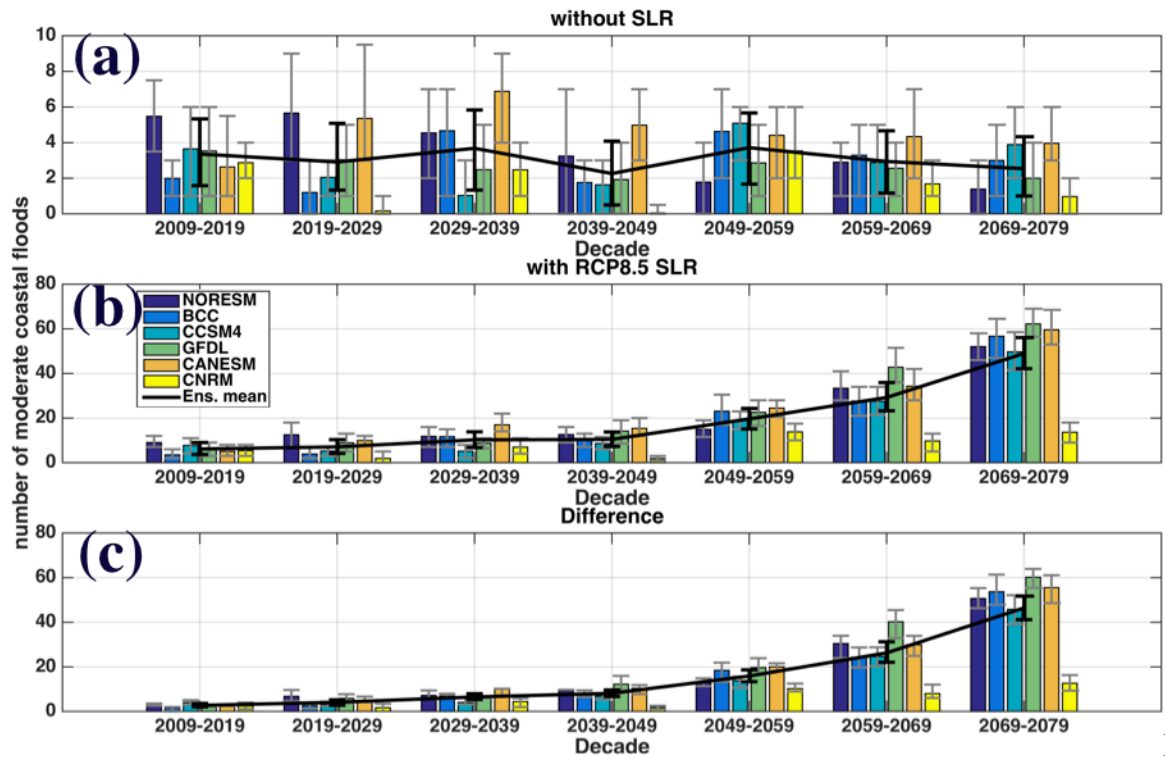 without SLR
(a)
10
8
6
4
2
0
2009-2019 2019-2029 2029-2039 2039-2049 2049-2059 2059-2069 2069-2079
Decade
number of moderate coastal floods
with RCP8.5 SLR
(b)
80
60
40
20
0
NORESM
BCC
CCSM4
GFDL
CANESM
CNRM
Ens. mean
2009-2019 2019-2029 2029-2039 2039-2049 2049-2059 2059-2069 2069-2079
Decade
Difference
(c)
80
60
40
20
0
2009-2019 2019-2029 2029-2039 2039-2049 2049-2059 2059-2069 2069-2079
Decade